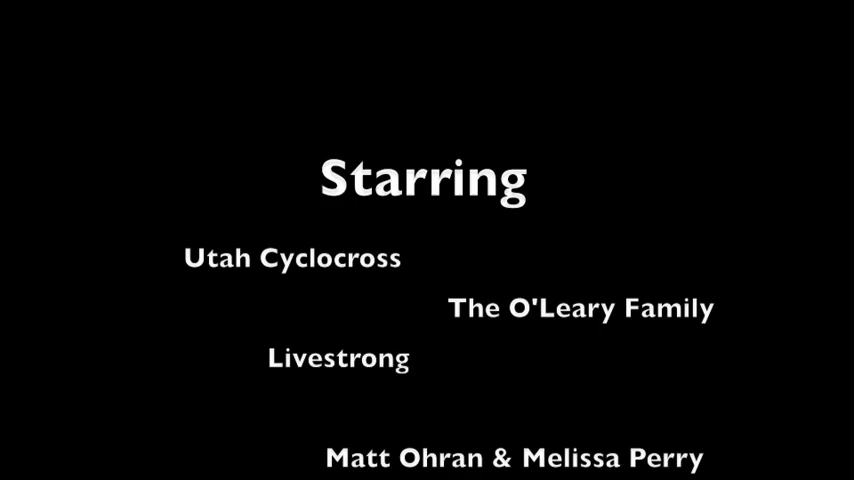 Starring
Utah Cyclocross
The O'Leary Family
Livestrong
Matt Ohran & Melissa Perry